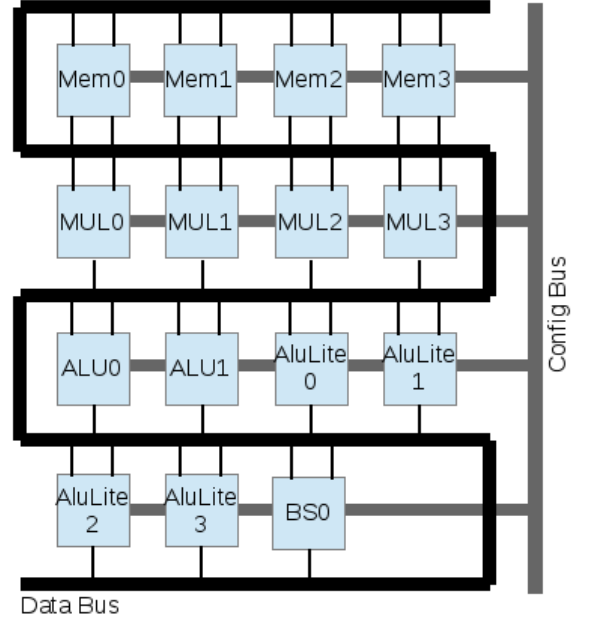 Mem0 Mem1 Mem2 Mem3
MUL0 MUL1 MUL2 MUL3
ALU0 ALU1 AluLite
0 AluLite
1
AluLite
2 AluLite
3 BS0
Config Bus
Data Bus